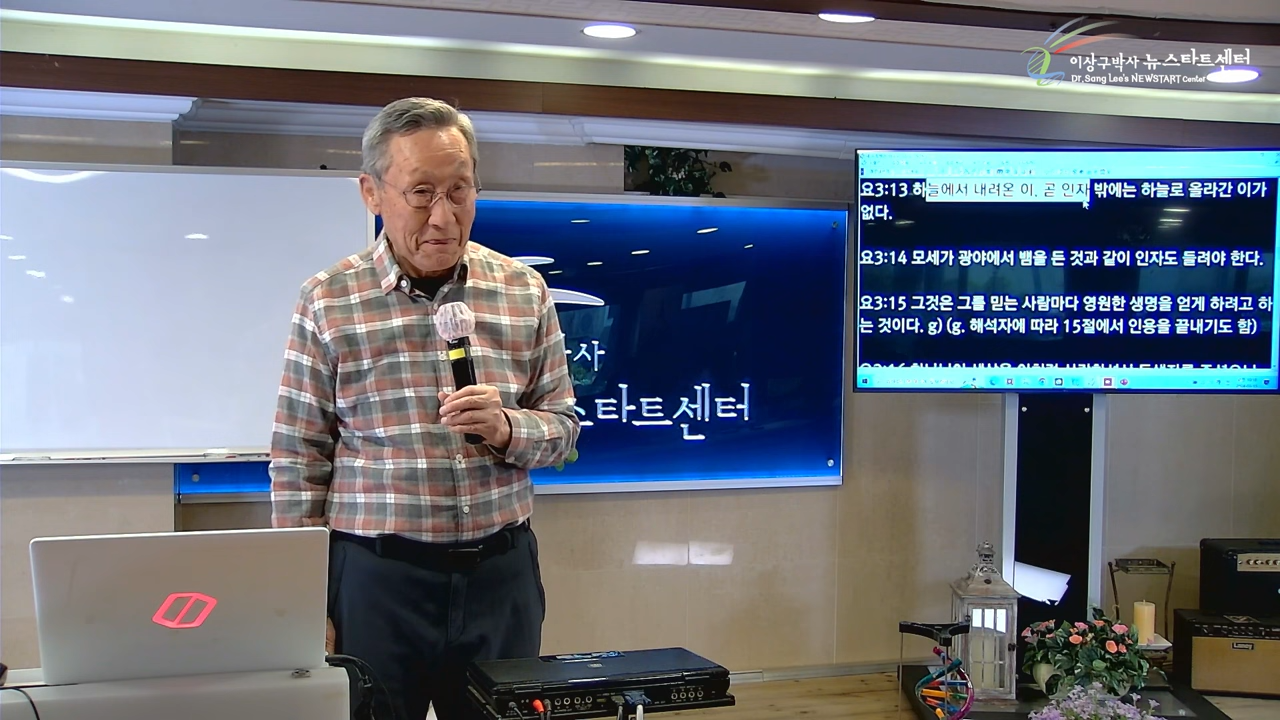 이상구박사 뉴스타트센터
Dr. Sang Lee's NEWSTART Center
요3:13 하늘에서 내려온 이, 곧 인자 밖에는 하늘로 올라간 이가
없다.
요3:14 모세가 광야에서 뱀을 든 것과 같이 인자도 들려야 한다.
요3:15 그것은 그를 믿는 사람마다 영원한 생명을 얻게 하려고 하
는 것이다. g) (g. 해석자에 따라 15절에서 인용을 끝내기도 함)
사
스타트센터
Laney